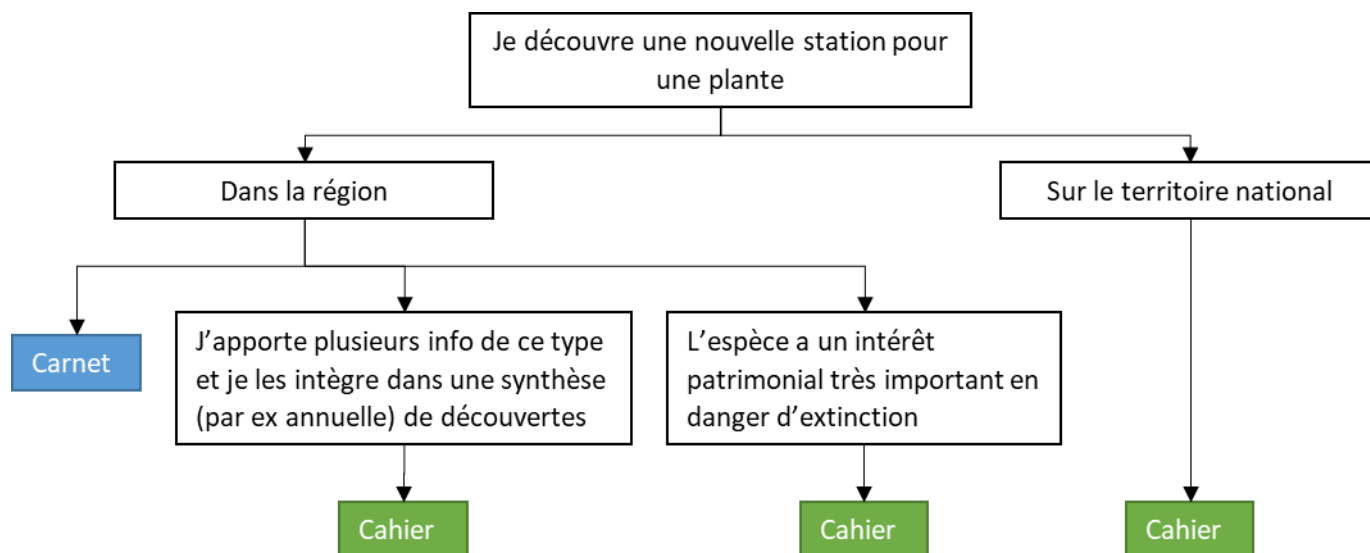 Je découvre une nouvelle station pour
une plante
Dans la région
Sur le territoire national
Carnet
J’apporte plusieurs info de ce type
et je les intègre dans une synthèse
(par ex annuelle) de découvertes
L’espèce a un intérêt
patrimonial très important en
danger d’extinction
Cahier
Cahier
Cahier